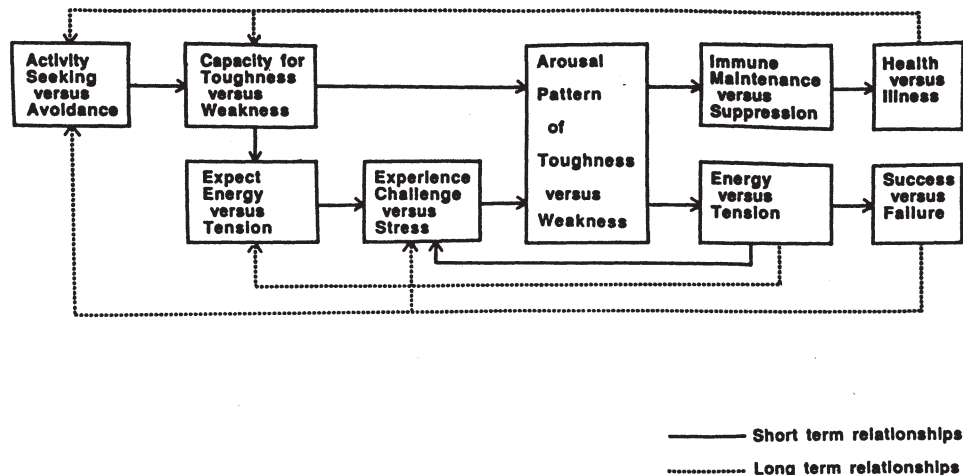 Activity
Seeking
versus
Avoidance
Capacity for
Toughness
versus
Weakness
Arousal
Pattern
of
Toughness
versus
Weakness
Immune
Maintenance
versus
Suppression
Health
versus
Illness
Expect
Energy
versus
Tension
Experience
Challenge
versus
Stress
Energy
versus
Tension
Success
versus
Failure
Short term relationships
Long term relationships